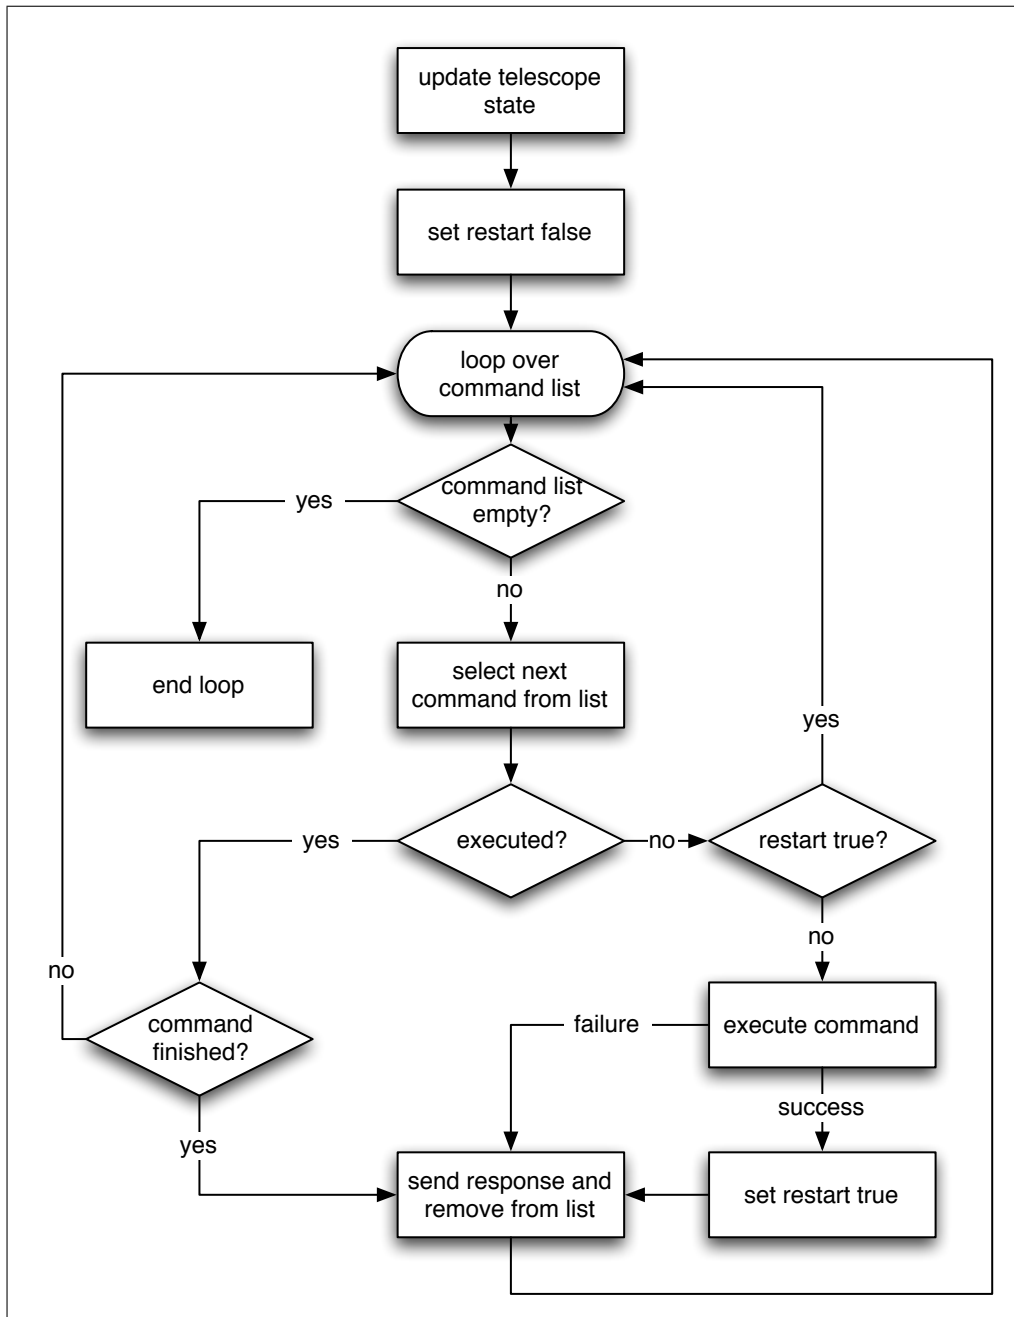 update telescope
state
set restart false
loop over
command list
command list
empty?
yes
no
end loop
select next
command from list
yes
executed?
yes
no
restart true?
no
no
command
finished?
failure
execute command
success
yes
send response and
remove from list
set restart true